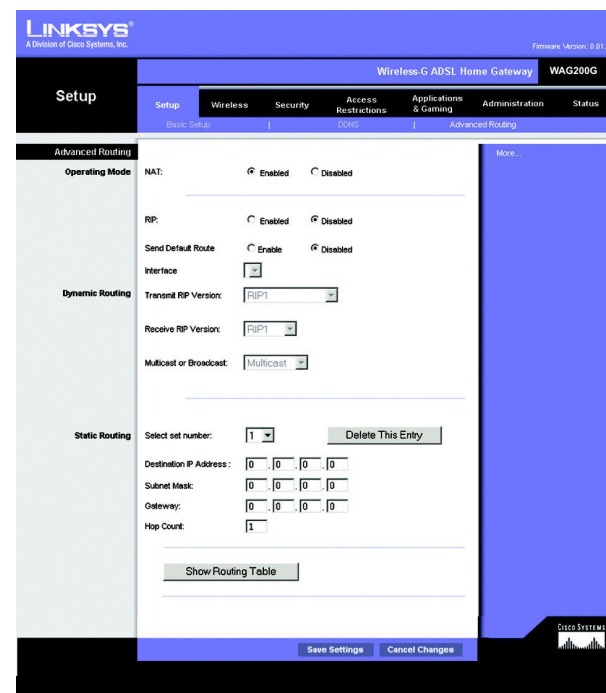 LINKSYS®
A Division of Cisco Systems, Inc.
Firmware Version: 0.01.
Wireless-G ADSL Home Gateway WAG200G
Setup
Setup Wireless Security Access Restrictions Applications & Gaming Administration Status
Basic Setup | DDNS | Advanced Routing
Advanced Routing
More...
Operating Mode NAT: Enabled Disabled
RIP: Enabled Disabled
Send Default Route Enable Disabled
Interface
Dynamic Routing Transmit RIP Version: RIP1
Receive RIP Version: RIP1
Multicast or Broadcast: Multicast
Static Routing Select set number: 1 Delete This Entry
Destination IP Address : 0 . 0 . 0 . 0
Subnet Mask: 0 . 0 . 0 . 0
Gateway: 0 . 0 . 0 . 0
Hop Count: 1
Show Routing Table
CISCO SYSTEMS
Save Settings Cancel Changes